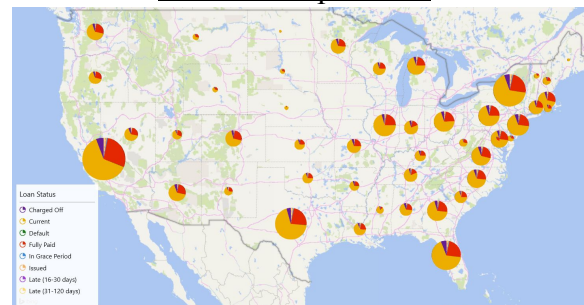 Loan Status
Charged Off
Current
Default
Fully Paid
In Grace Period
Issued
Late (16-30 days)
Late (31-120 days)